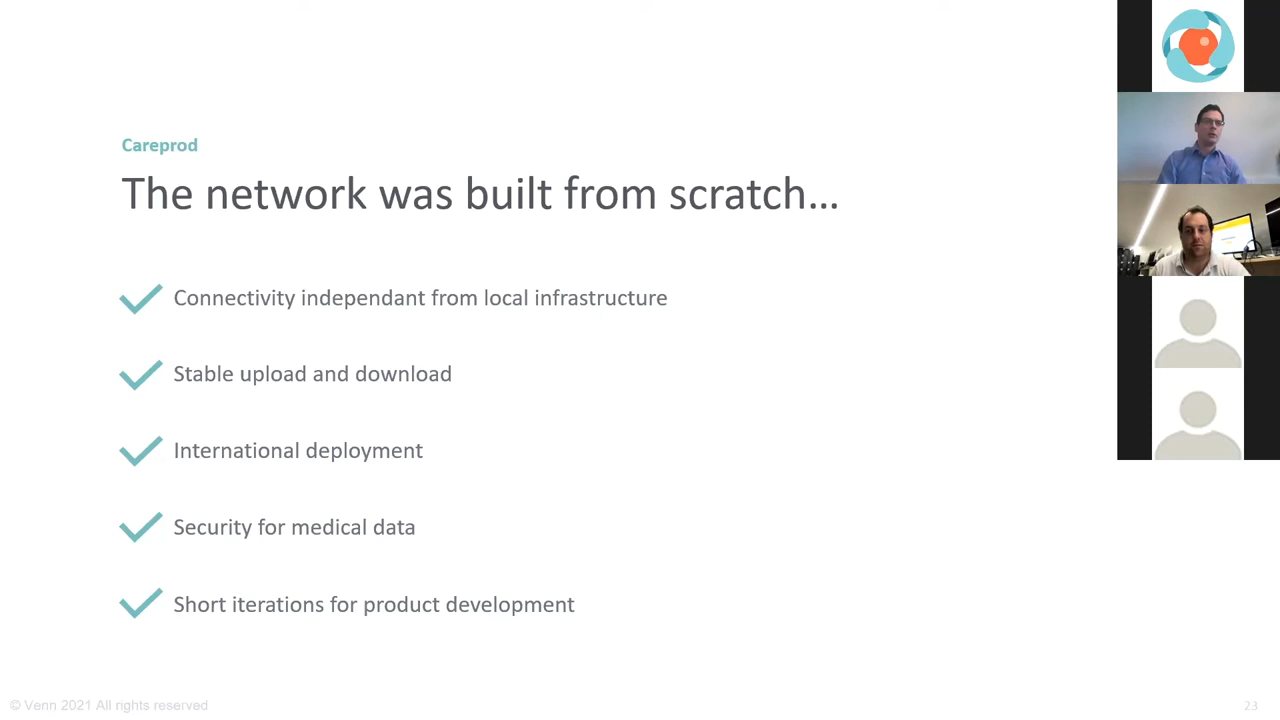 Careprod
The network was built from scratch…
Connectivity independant from local infrastructure
Stable upload and download
International deployment
Security for medical data
Short iterations for product development
© Venn 2021 All rights reserved
23